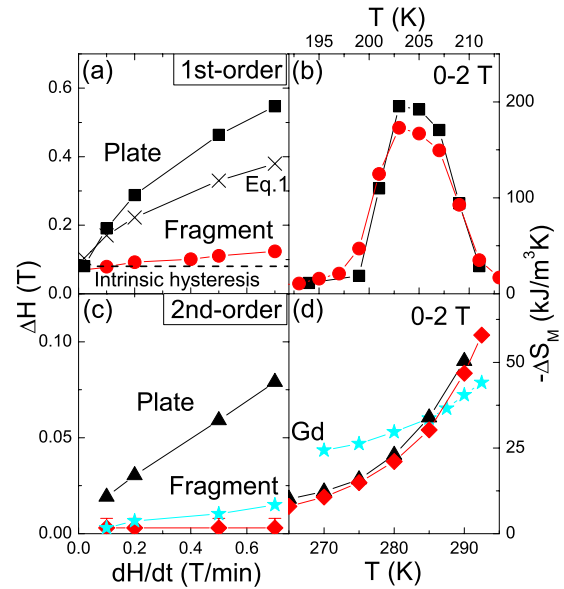 T (K)
195 200 205 210
0.6
(a)
1st-order
(b)
0-2 T
Plate
0.4
Eq.1
0.2
Fragment
Intrinsic hysteresis
0.0
200
100
0
ΔH (T)
-ΔS_M (kJ/m³K)
(c)
2nd-order
(d)
0-2 T
0.10
Plate
0.05
Gd
Fragment
0.00
50
25
0
0.0 0.2 0.4 0.6
270 280 290
dH/dt (T/min)
T (K)